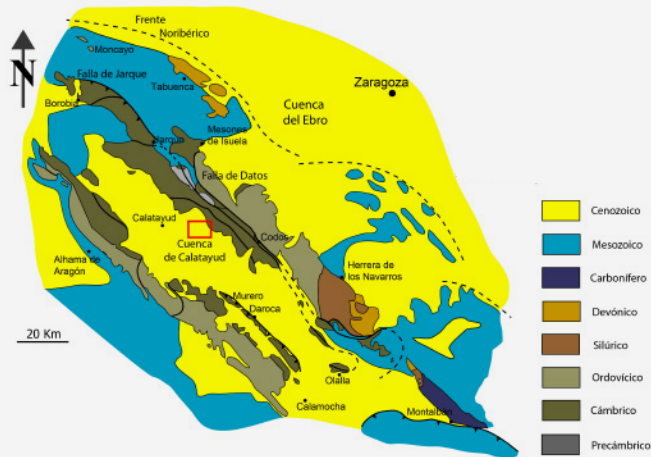 Frente
Noribérico
Moncayo
Falla de Jarque
Tabuenca
Zaragoza
N
Borobia
Cuenca
del Ebro
Mesones
de Isuela
Jarque
Falla de Datos
Calatayud
Cuenca
de Calatayud
Codos
Alhama de
Aragón
Herrera de
los Navarros
Murero
Daroca
20 Km
Olalla
Calamocha
Montalbán
Cenozoico
Mesozoico
Carbonífero
Devónico
Silúrico
Ordovícico
Cámbrico
Precámbrico